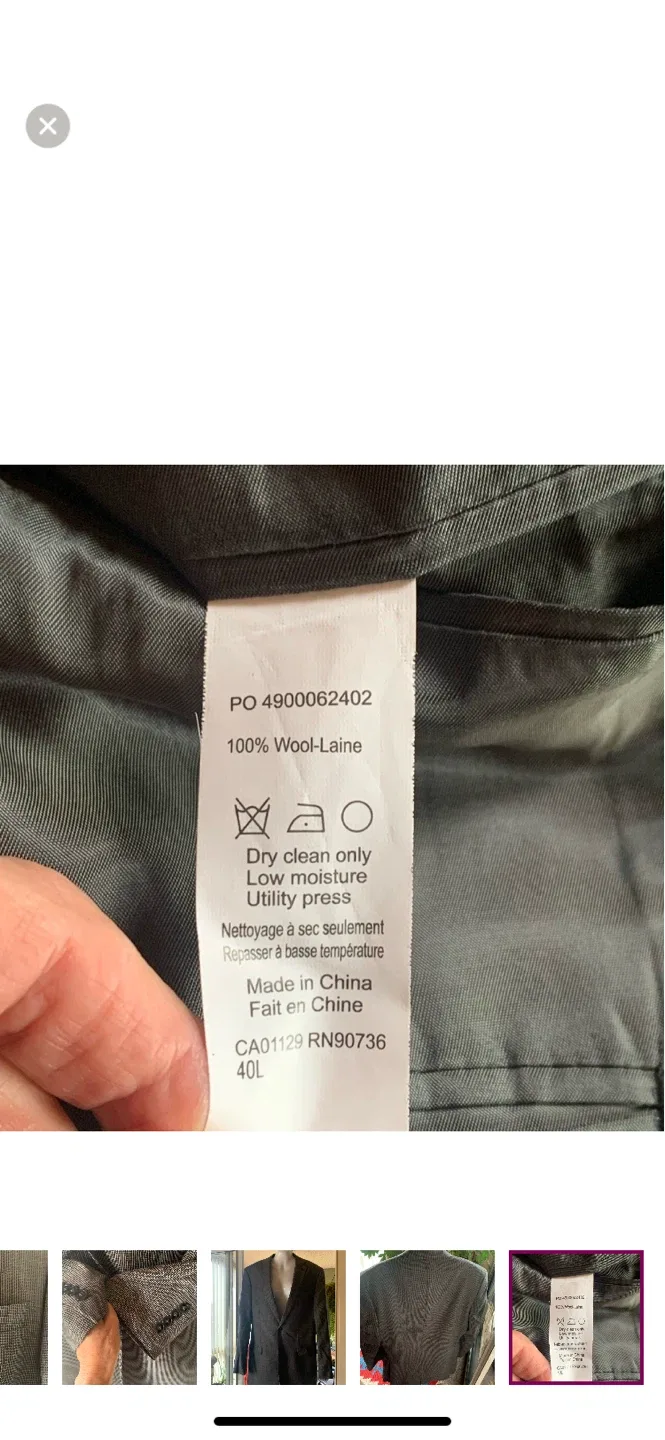 PO 4900062402
100% Wool-Laine
Dry clean only
Low moisture
Utility press
Nettoyage à sec seulement
Repasser à basse température
Made in China
Fait en Chine
CA01129 RN90736
40L